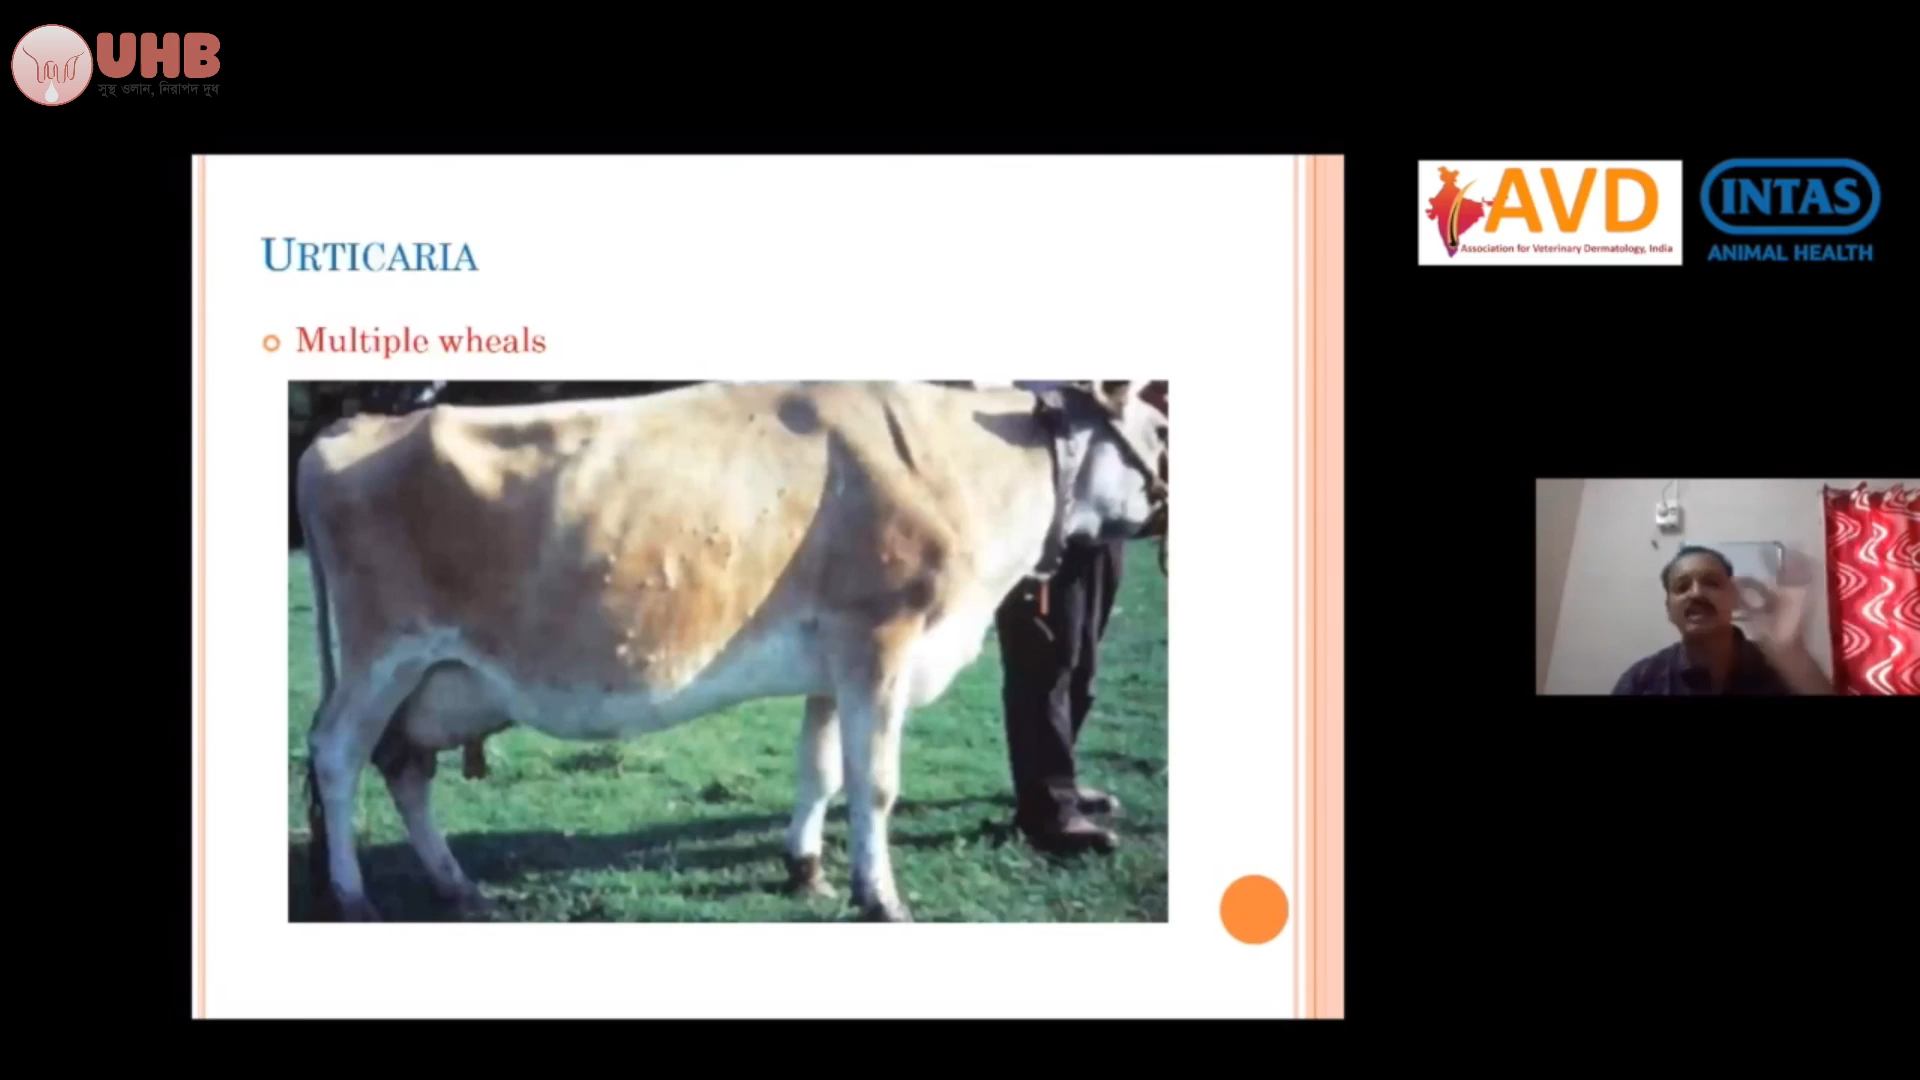 UHB
সুস্থ ওলান, নিরাপদ দুধ
URTICARIA
Multiple wheals
AVD
Association for Veterinary Dermatology, India
INTAS
ANIMAL HEALTH